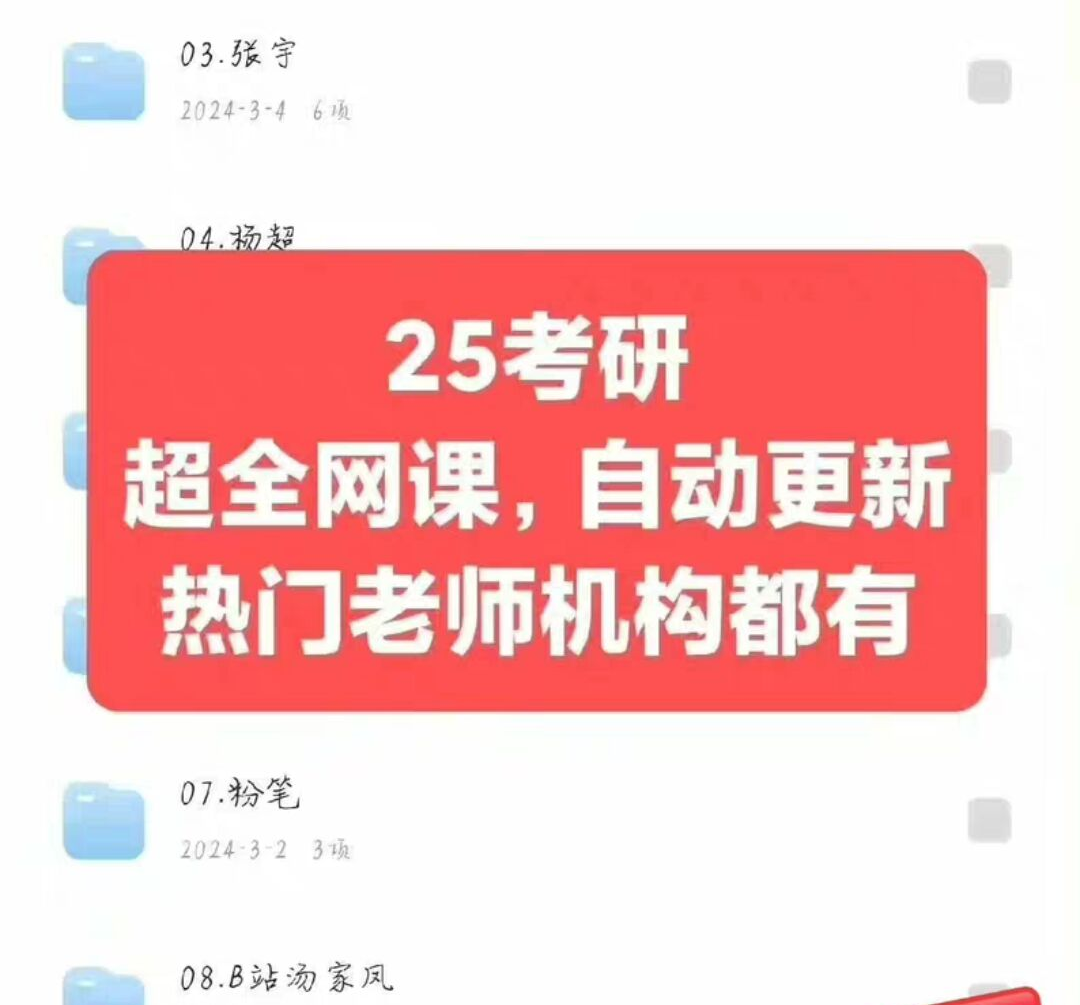 03.张宇
2024-3-4 6项
04.杨超
25考研
超全网课，自动更新
热门老师机构都有
07.粉笔
2024-3-2 3项
08.B站汤家凤